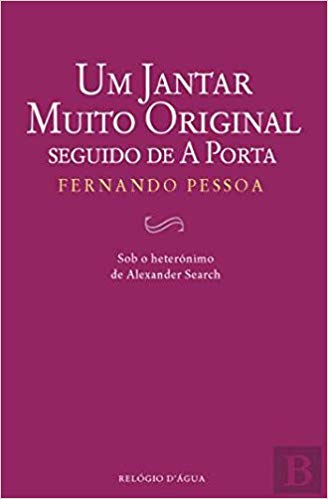 UM JANTAR
MUITO ORIGINAL
SEGUIDO DE A PORTA
FERNANDO PESSOA
Sob o heterónimo
de Alexander Search
RELÓGIO D'ÁGUA
B